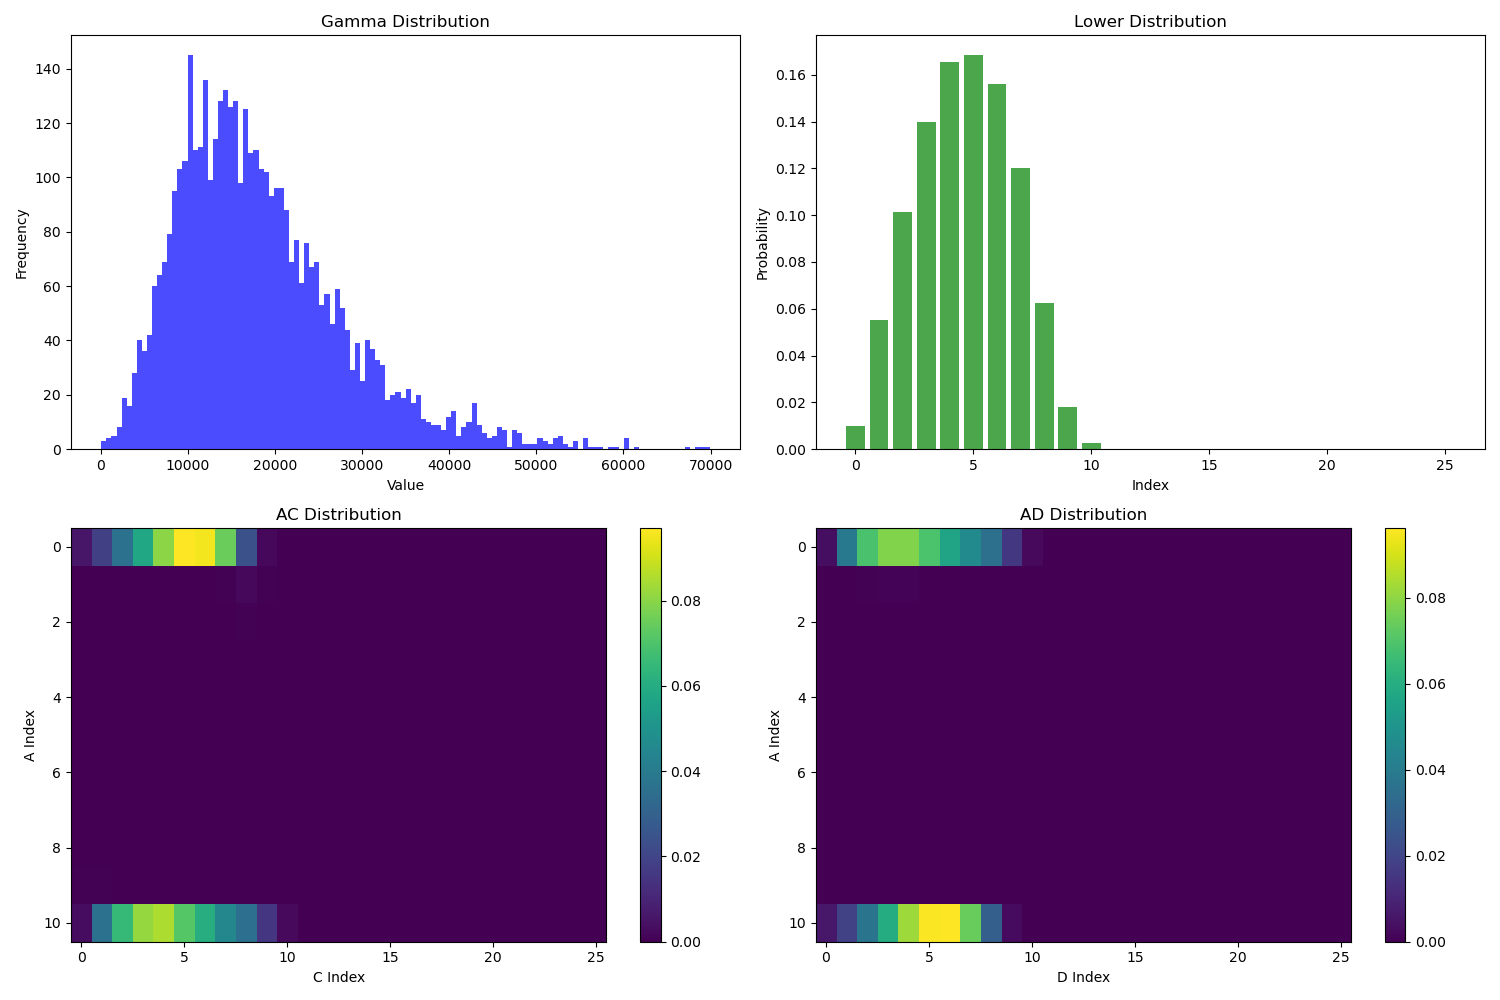 Gamma Distribution
140
120
100
80
60
40
20
0
Frequency
0 10000 20000 30000 40000 50000 60000 70000
Value
Lower Distribution
0.16
0.14
0.12
0.10
0.08
0.06
0.04
0.02
0.00
Probability
0 5 10 15 20 25
Index
AC Distribution
0
2
4
6
8
10
A Index
0 5 10 15 20 25
C Index
0.08
0.06
0.04
0.02
0.00
AD Distribution
0
2
4
6
8
10
A Index
0 5 10 15 20 25
D Index
0.08
0.06
0.04
0.02
0.00